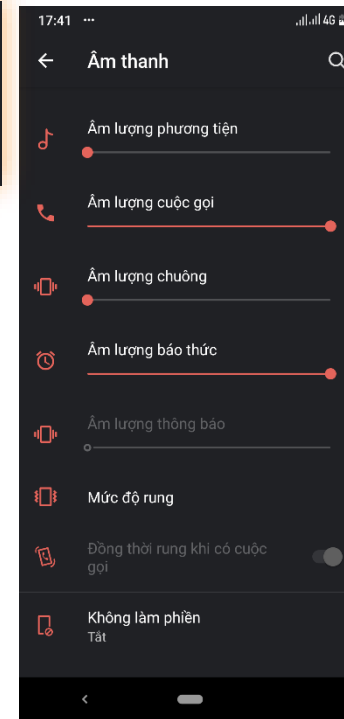 17:41 ... 4G
Âm thanh
Âm lượng phương tiện
Âm lượng cuộc gọi
Âm lượng chuông
Âm lượng báo thức
Âm lượng thông báo
Mức độ rung
Đồng thời rung khi có cuộc
gọi
Không làm phiền
Tắt